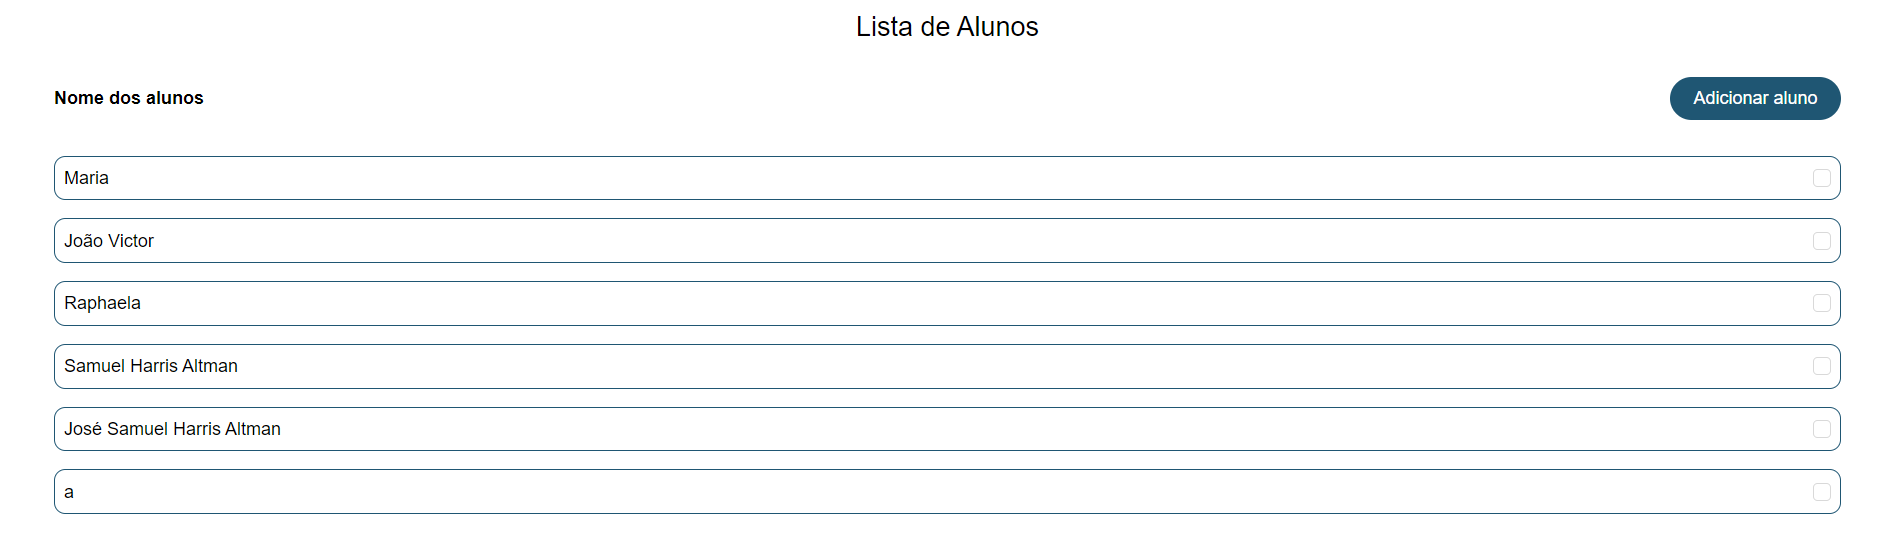 Lista de Alunos
Nome dos alunos
Adicionar aluno
Maria
João Victor
Raphaela
Samuel Harris Altman
José Samuel Harris Altman
a